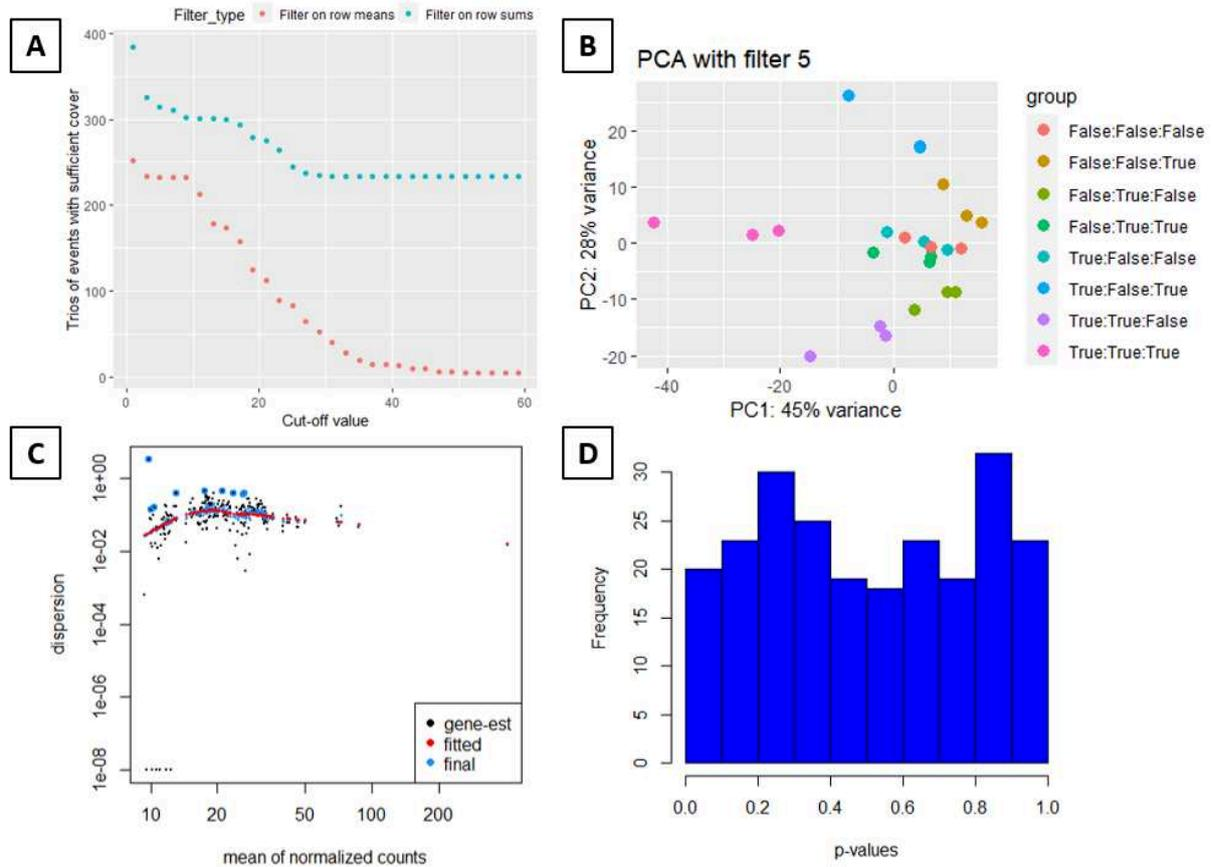 A
Filter_type Filter on row means Filter on row sums
Trios of events with sufficient cover
400
300
200
100
0
0 20 40 60
Cut-off value
B
PCA with filter 5
PC2: 28% variance
20
10
0
-10
-20
-40 -20 0
PC1: 45% variance
group
False:False:False
False:False:True
False:True:False
False:True:True
True:False:False
True:False:True
True:True:False
True:True:True
C
dispersion
1e+00
1e-02
1e-04
1e-06
1e-08
gene-est
fitted
final
10 20 50 100 200
mean of normalized counts
D
Frequency
30
25
20
15
10
5
0
0.0 0.2 0.4 0.6 0.8 1.0
p-values